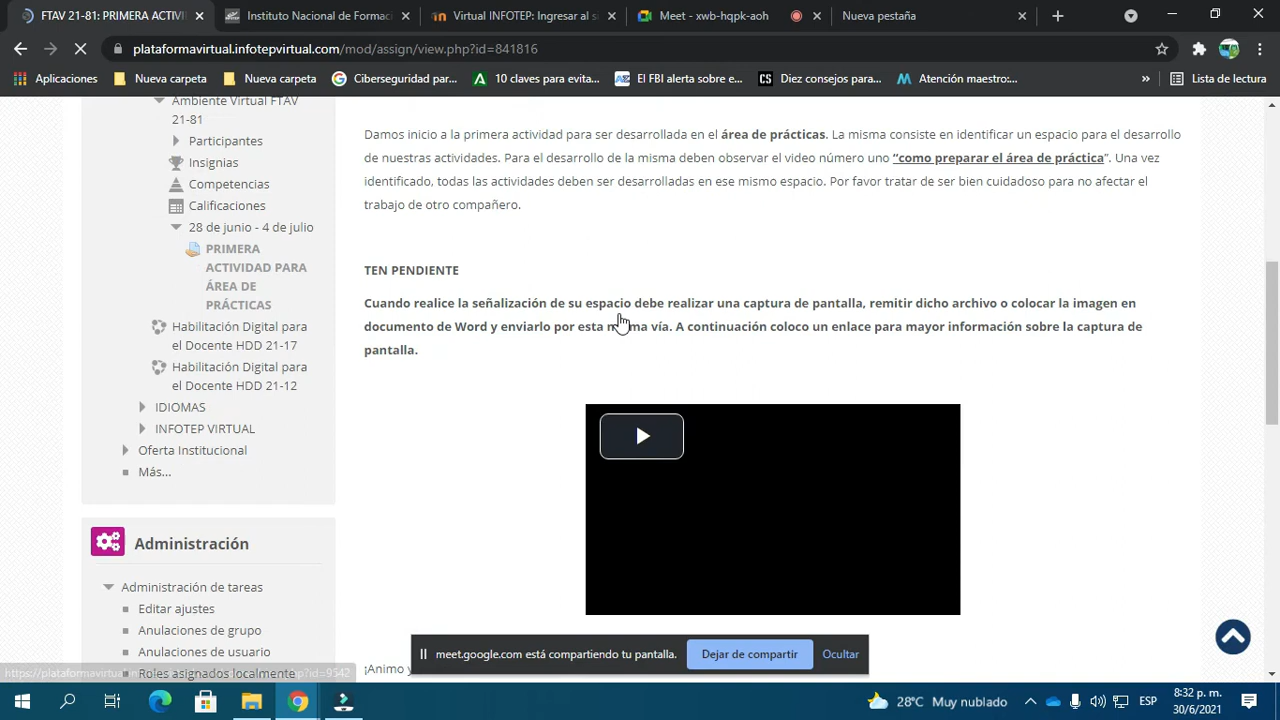 FTAV 21-81: PRIMERA ACTIVI
Instituto Nacional de Formac
Virtual INFOTEP: Ingresar al s
Meet - xwb-hqpk-aoh
Nueva pestaña
plataformavirtual.infotepvirtual.com/mod/assign/view.php?id=841816
Aplicaciones
Nueva carpeta
Nueva carpeta
Ciberseguridad par...
10 claves para evita...
El FBI alerta sobre e...
Diez consejos para...
Atención maestro:...
»
Lista de lectura
Ambiente Virtual FTAV
21-81
Participantes
Insignias
Competencias
Calificaciones
28 de junio - 4 de julio
PRIMERA
ACTIVIDAD PARA
ÁREA DE
PRÁCTICAS
Habilitación Digital para
el Docente HDD 21-17
Habilitación Digital para
el Docente HDD 21-12
IDIOMAS
INFOTEP VIRTUAL
Oferta Institucional
Más...
Administración
Administración de tareas
Editar ajustes
Anulaciones de grupo
Anulaciones de usuario
Roles asignados localmente
Damos inicio a la primera actividad para ser desarrollada en el área de prácticas. La misma consiste en identificar un espacio para el desarrollo
de nuestras actividades. Para el desarrollo de la misma deben observar el video número uno “como preparar el área de práctica”. Una vez
identificado, todas las actividades deben ser desarrolladas en ese mismo espacio. Por favor tratar de ser bien cuidadoso para no afectar el
trabajo de otro compañero.
TEN PENDIENTE
Cuando realice la señalización de su espacio debe realizar una captura de pantalla, remitir dicho archivo o colocar la imagen en
documento de Word y enviarlo por esta misma vía. A continuación coloco un enlace para mayor información sobre la captura de
pantalla.
¡Animo y
meet.google.com está compartiendo tu pantalla.
Dejar de compartir
Ocultar
28°C Muy nublado
ESP
8:32 p. m.
30/6/2021